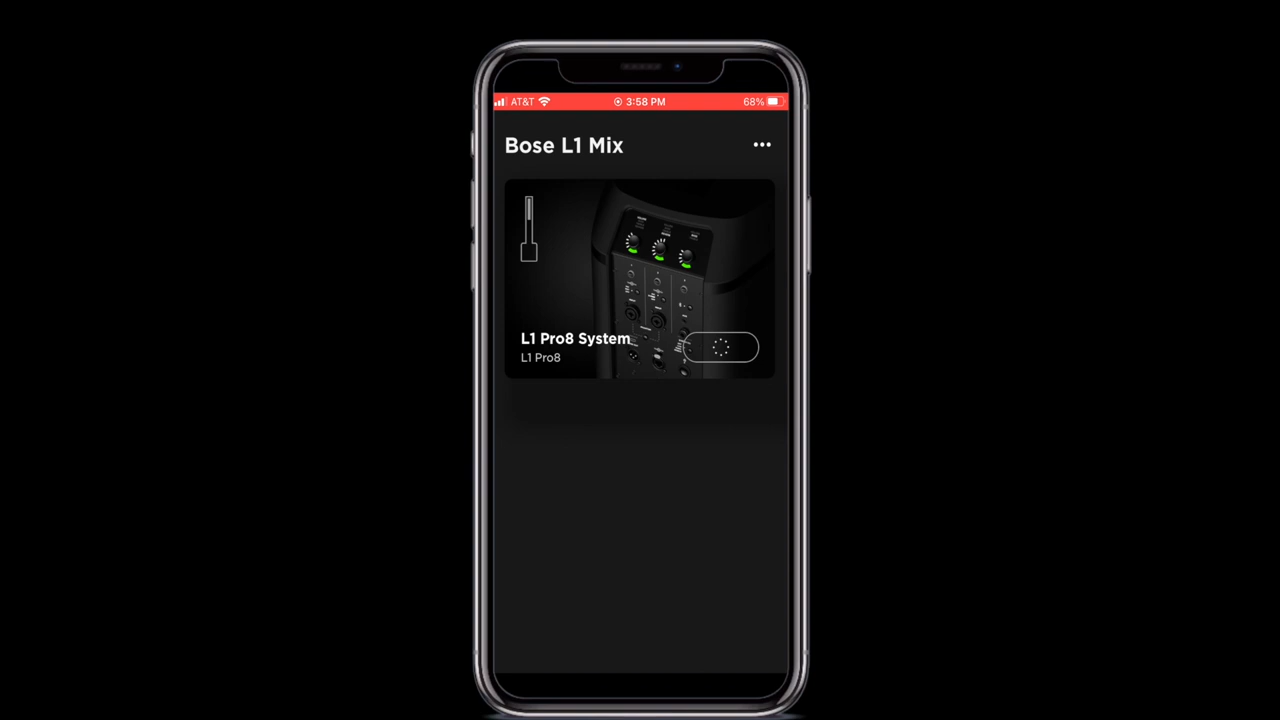 AT&T
3:58 PM
68%
Bose L1 Mix
L1 Pro8 System
L1 Pro8